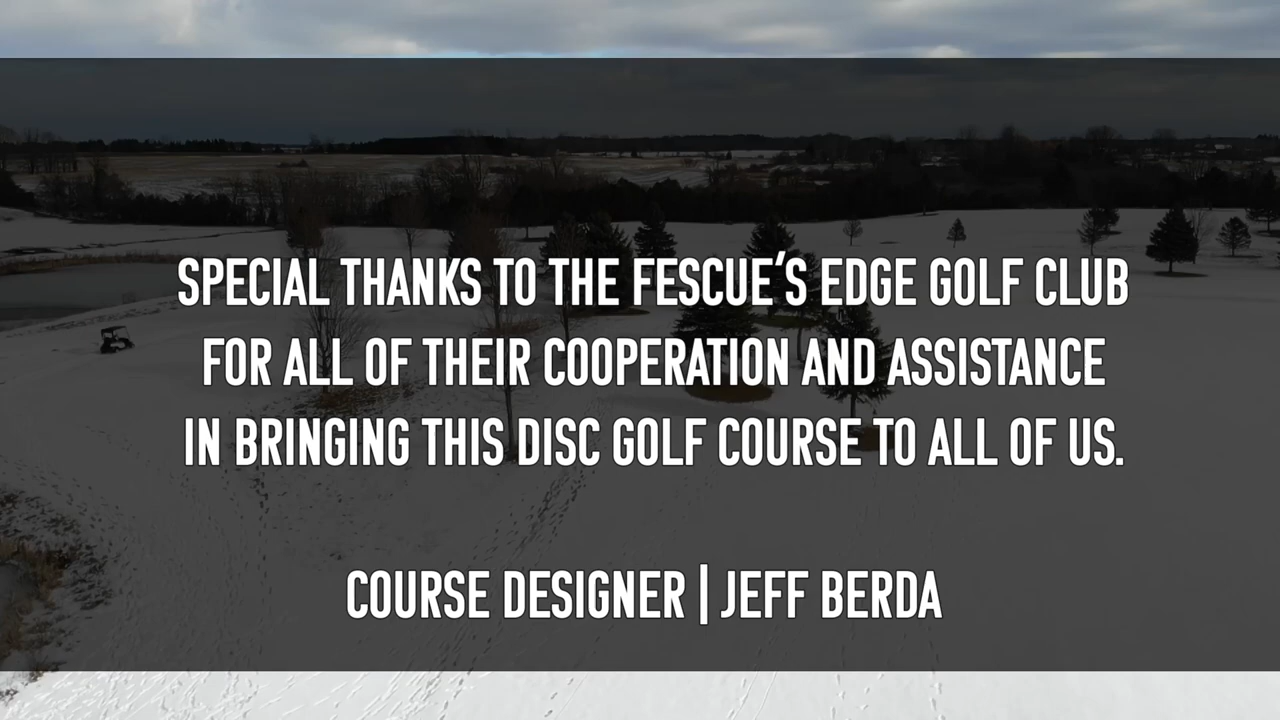 SPECIAL THANKS TO THE FESCUE'S EDGE GOLF CLUB
FOR ALL OF THEIR COOPERATION AND ASSISTANCE
IN BRINGING THIS DISC GOLF COURSE TO ALL OF US.
COURSE DESIGNER | JEFF BERDA